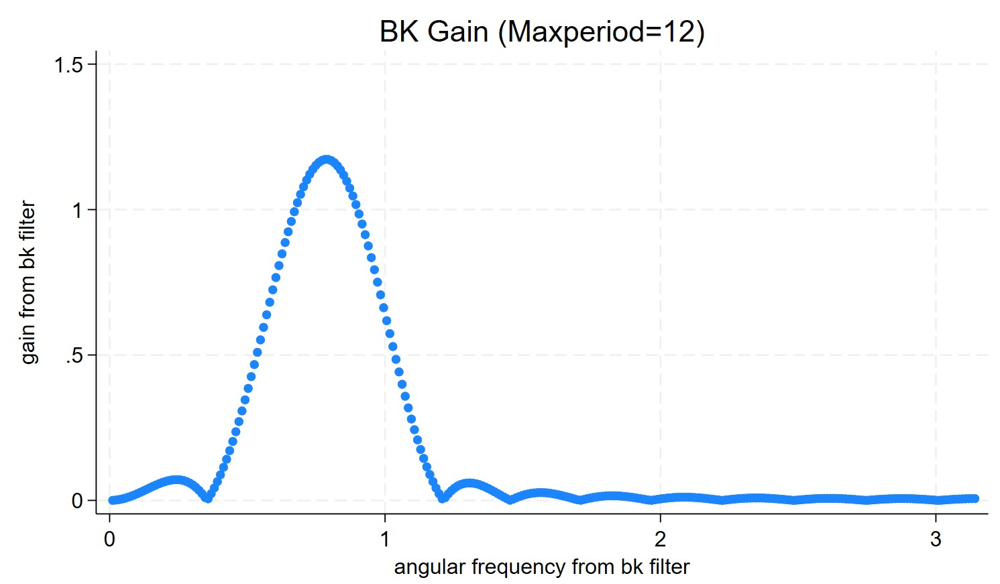 BK Gain (Maxperiod=12)
1.5
1
.5
0
gain from bk filter
0 1 2 3
angular frequency from bk filter